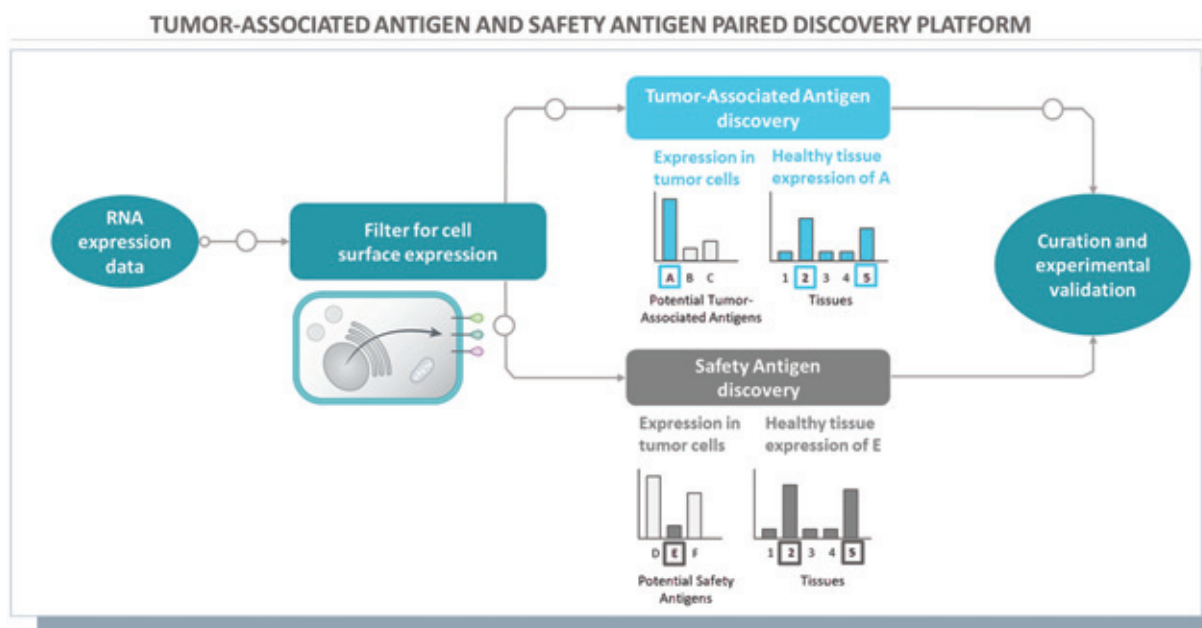 TUMOR-ASSOCIATED ANTIGEN AND SAFETY ANTIGEN PAIRED DISCOVERY PLATFORM
RNA
expression
data
Filter for cell
surface expression
Tumor-Associated Antigen
discovery
Expression in
tumor cells
A B C
Potential Tumor-
Associated Antigens
Healthy tissue
expression of A
1 2 3 4 5
Tissues
Safety Antigen
discovery
Expression in
tumor cells
D E F
Potential Safety
Antigens
Healthy tissue
expression of E
1 2 3 4 5
Tissues
Curation and
experimental
validation